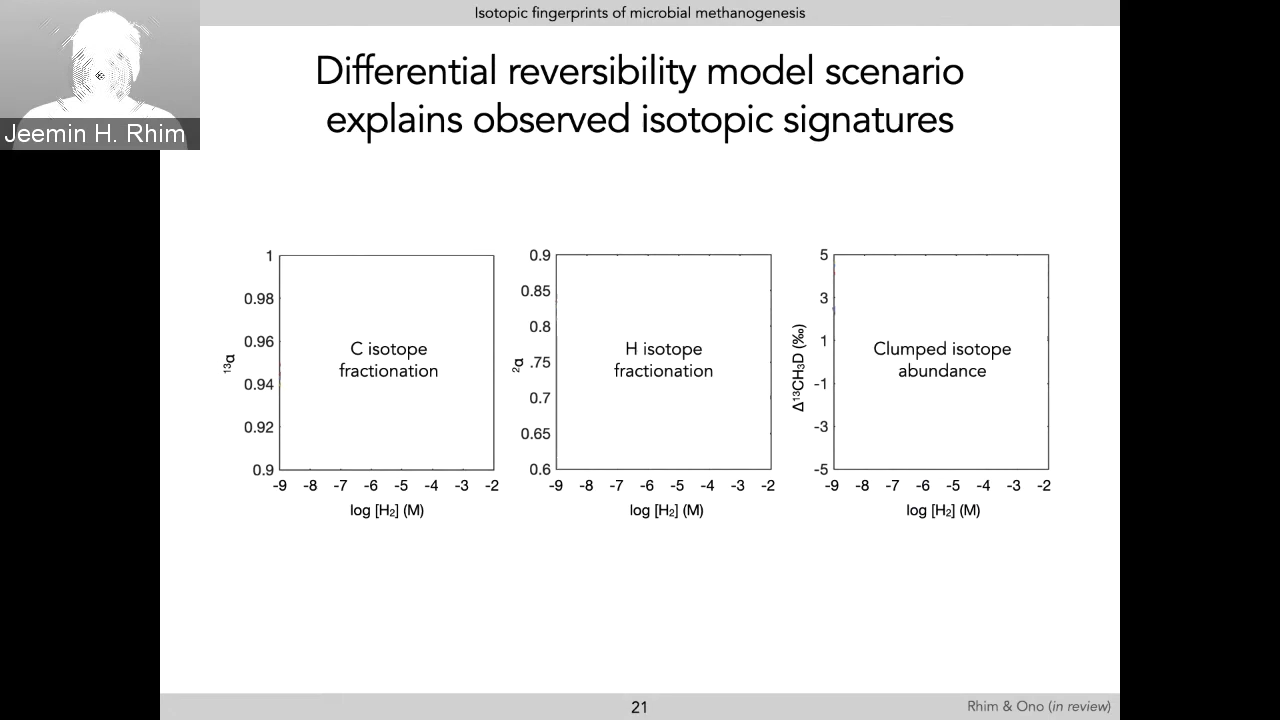 Isotopic fingerprints of microbial methanogenesis
Jeemin H. Rhim
Differential reversibility model scenario
explains observed isotopic signatures
1
0.98
0.96
0.94
0.92
0.9
¹³α
C isotope
fractionation
-9 -8 -7 -6 -5 -4 -3 -2
log [H₂] (M)
0.9
0.85
0.8
.75
0.7
0.65
0.6
²α
H isotope
fractionation
-9 -8 -7 -6 -5 -4 -3 -2
log [H₂] (M)
5
3
1
-1
-3
-5
Δ¹³CH₃D (‰)
Clumped isotope
abundance
-9 -8 -7 -6 -5 -4 -3 -2
log [H₂] (M)
21
Rhim & Ono (in review)